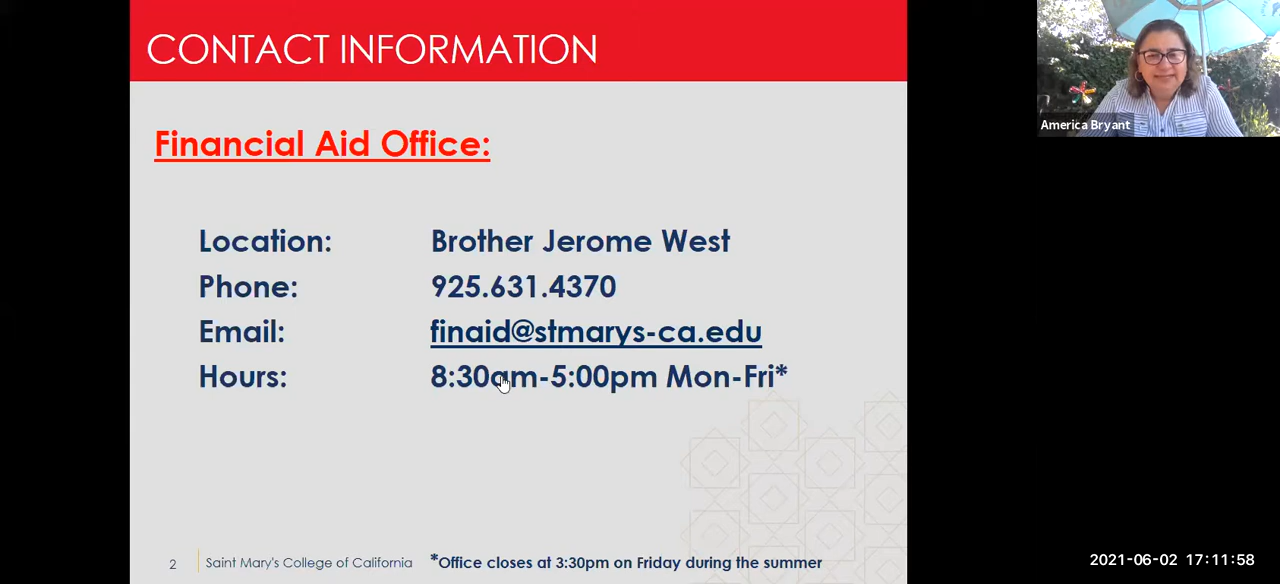 CONTACT INFORMATION
America Bryant
Financial Aid Office:
Location: Brother Jerome West
Phone: 925.631.4370
Email: finaid@stmarys-ca.edu
Hours: 8:30am-5:00pm Mon-Fri*
2 Saint Mary's College of California *Office closes at 3:30pm on Friday during the summer
2021-06-02 17:11:58